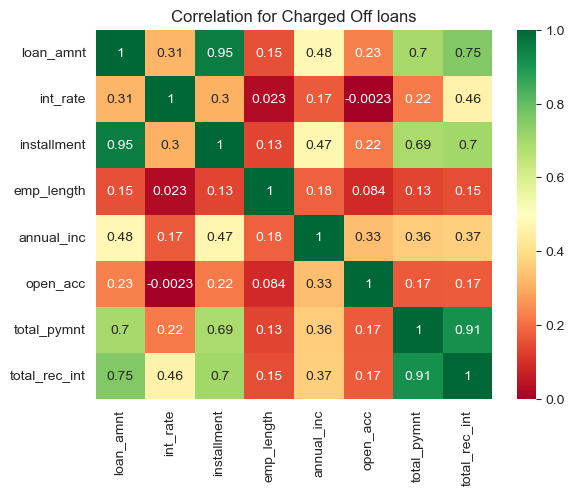 Correlation for Charged Off loans
loan_amnt 1 0.31 0.95 0.15 0.48 0.23 0.7 0.75
int_rate 0.31 1 0.3 0.023 0.17 -0.0023 0.22 0.46
installment 0.95 0.3 1 0.13 0.47 0.22 0.69 0.7
emp_length 0.15 0.023 0.13 1 0.18 0.084 0.13 0.15
annual_inc 0.48 0.17 0.47 0.18 1 0.33 0.36 0.37
open_acc 0.23 -0.0023 0.22 0.084 0.33 1 0.17 0.17
total_pymnt 0.7 0.22 0.69 0.13 0.36 0.17 1 0.91
total_rec_int 0.75 0.46 0.7 0.15 0.37 0.17 0.91 1
loan_amnt
int_rate
installment
emp_length
annual_inc
open_acc
total_pymnt
total_rec_int
1.0
0.8
0.6
0.4
0.2
0.0